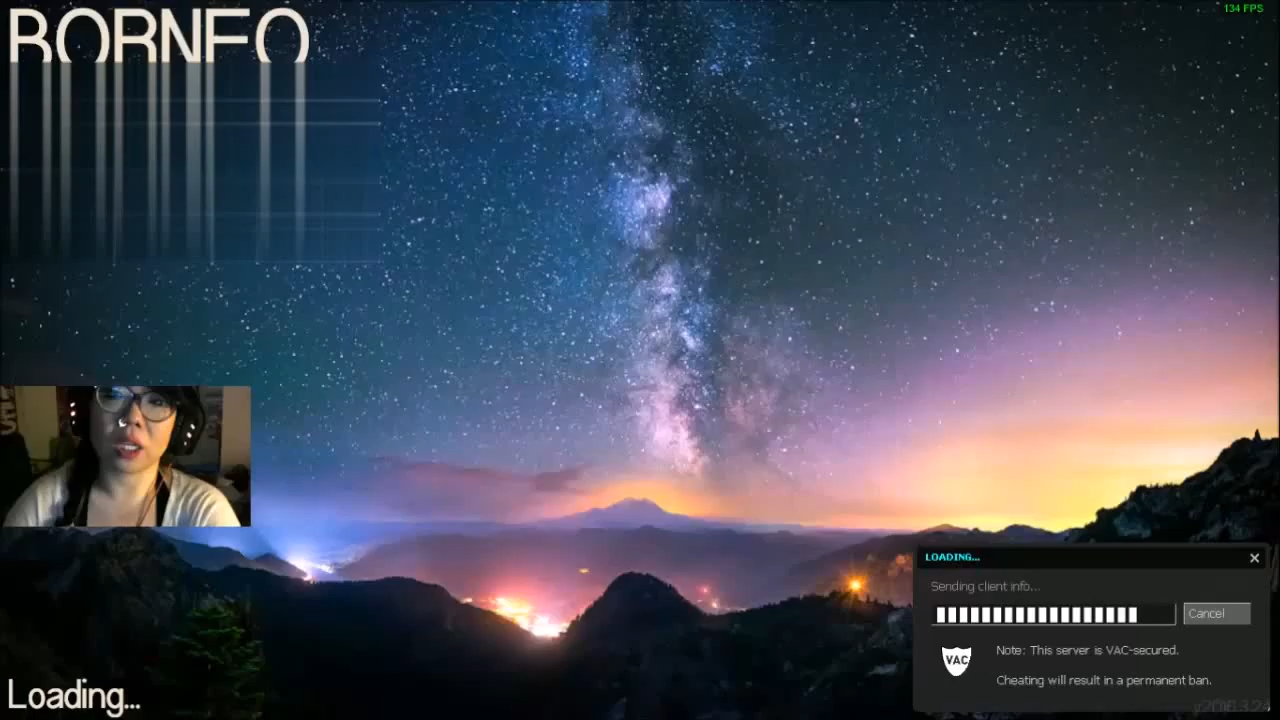 134 FPS
BORNEO
LOADING...
Sending client info...
Cancel
VAC
Note: This server is VAC-secured.
Cheating will result in a permanent ban.
Loading...